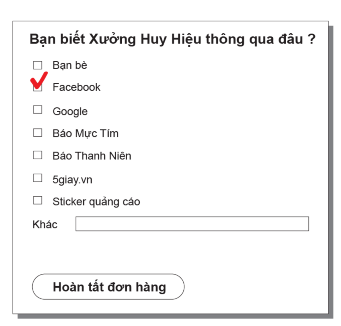 Bạn biết Xưởng Huy Hiệu thông qua đâu ?
Bạn bè
Facebook
Google
Báo Mực Tím
Báo Thanh Niên
5giay.vn
Sticker quảng cáo
Khác
Hoàn tất đơn hàng